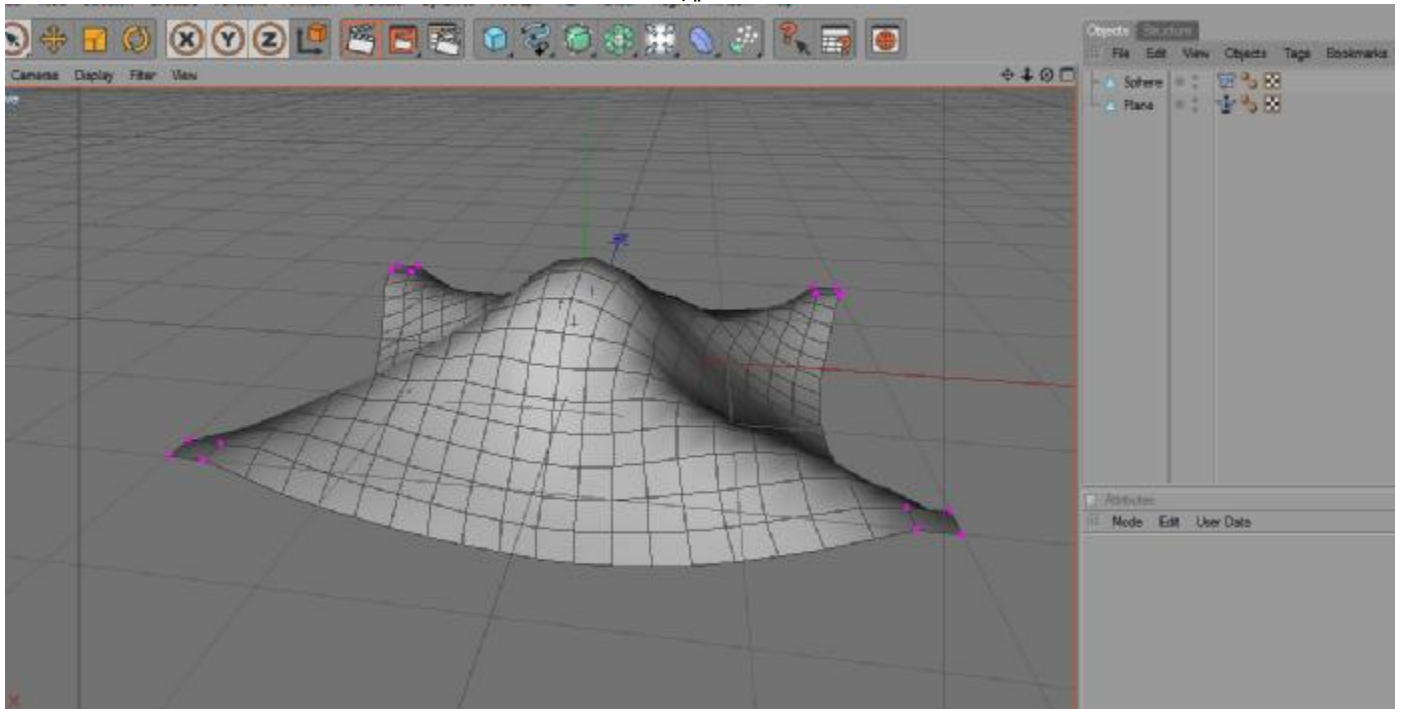 Objects Structure
File Edit View Objects Tags Bookmarks
Cameras Display Filter View
X Y Z
Sphere
Plane
Attributes
Mode Edit User Data
X